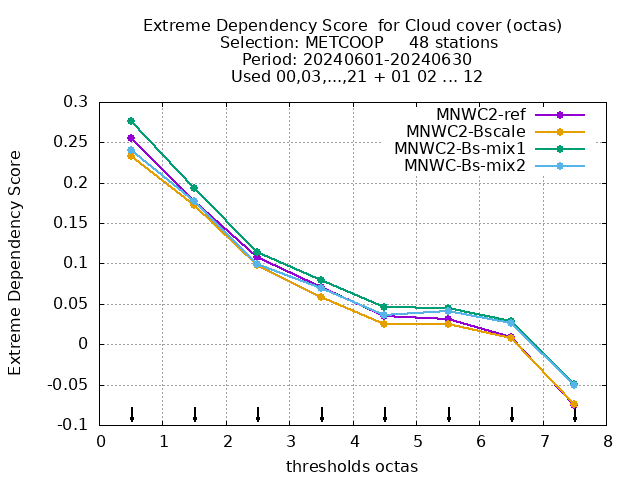 Extreme Dependency Score  for Cloud cover (octas)
Selection: METCOOP     48 stations
Period: 20240601-20240630
Used 00,03,...,21 + 01 02 ... 12
MNWC2-ref
MNWC2-Bscale
MNWC2-Bs-mix1
MNWC-Bs-mix2
Extreme Dependency Score
0.3
0.25
0.2
0.15
0.1
0.05
0
-0.05
-0.1
0 1 2 3 4 5 6 7 8
thresholds octas